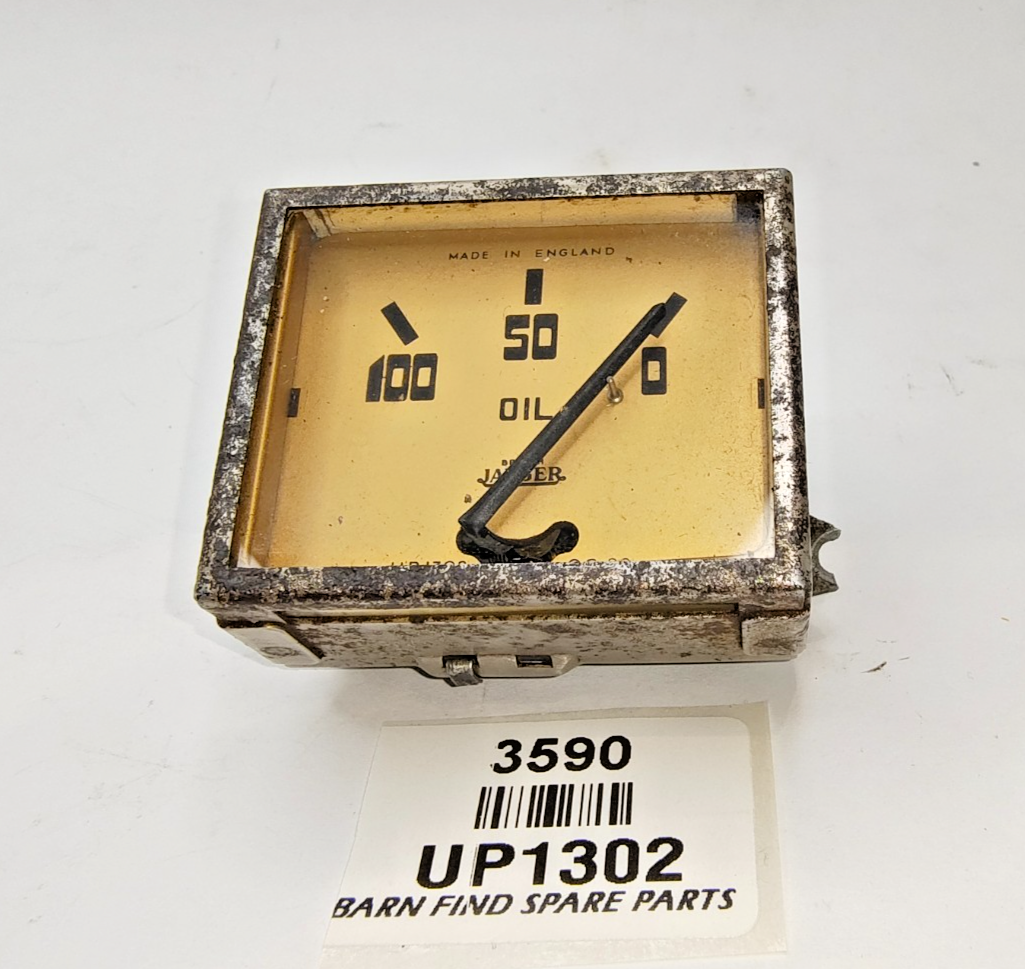 MADE IN ENGLAND
100 50 0
OIL
JAEGER
3590
UP1302
BARN FIND SPARE PARTS